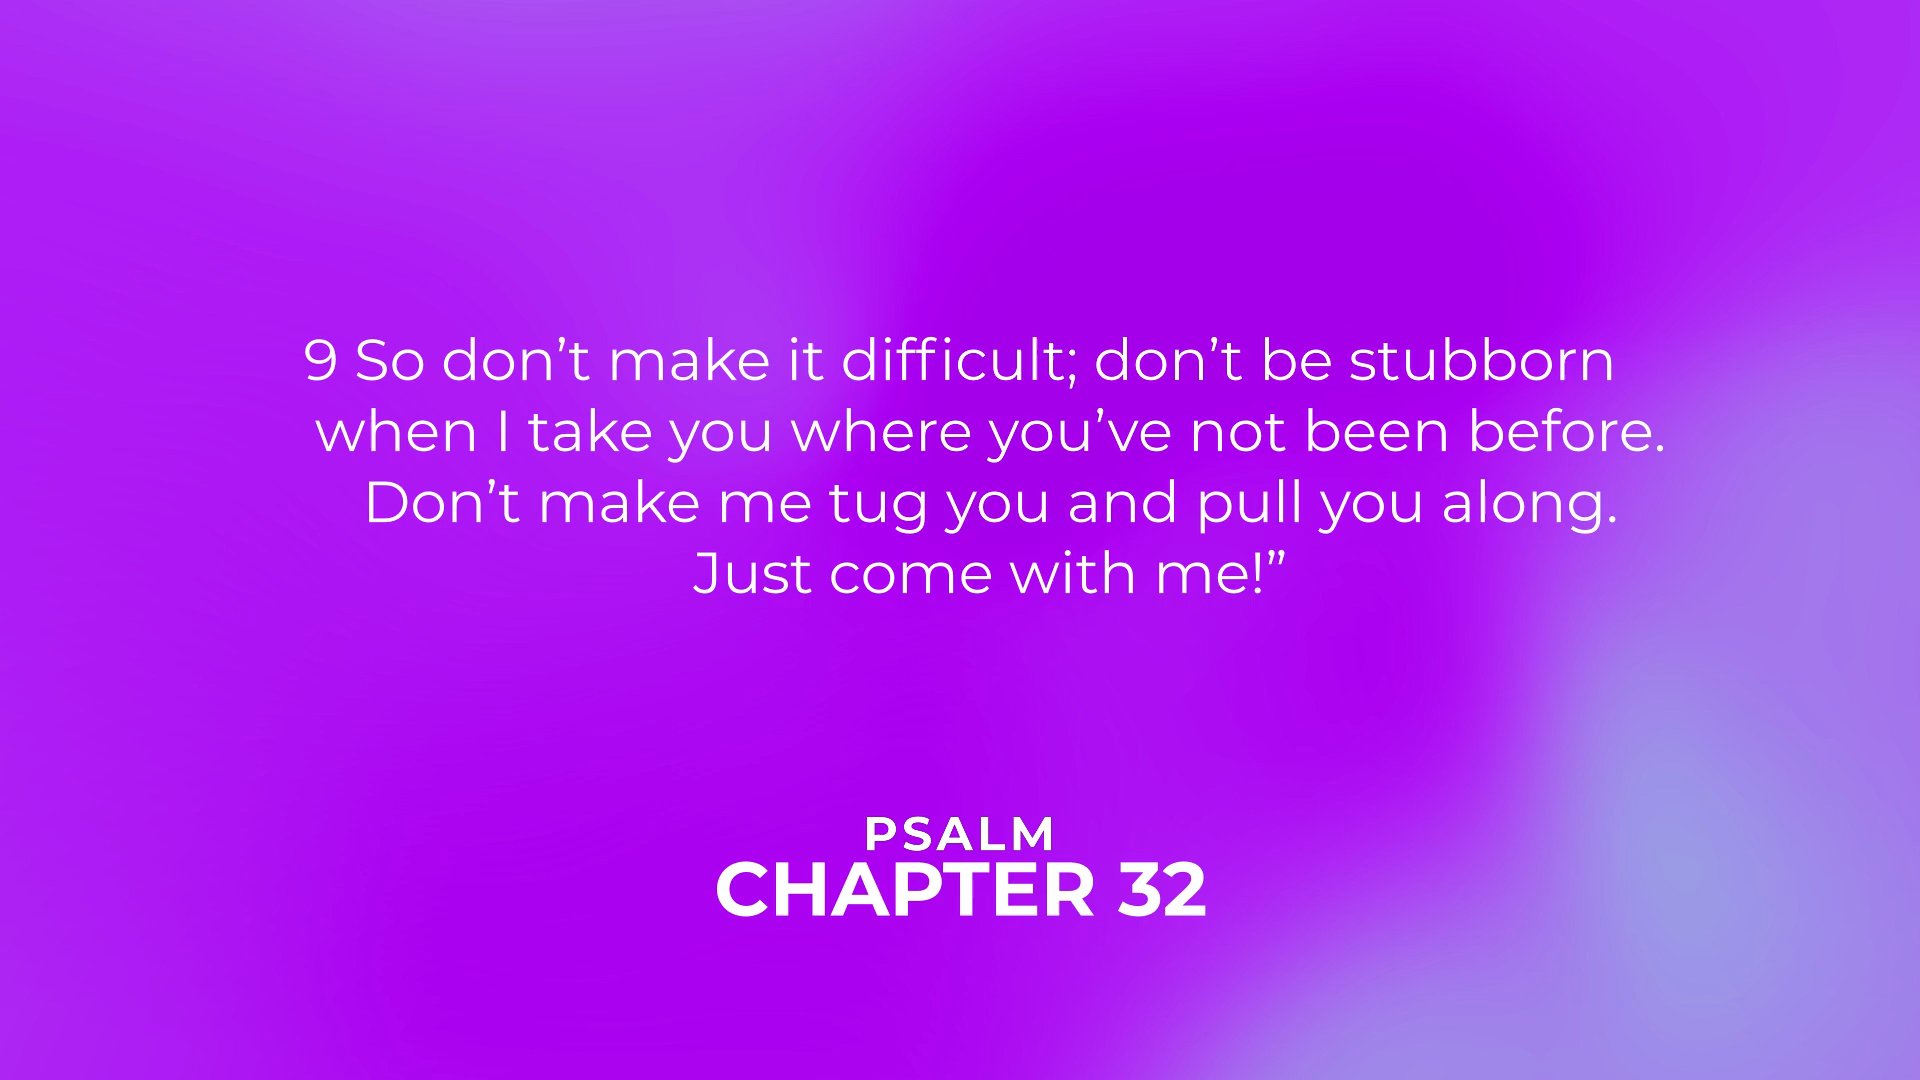 9 So don’t make it difficult; don’t be stubborn
when I take you where you’ve not been before.
Don’t make me tug you and pull you along.
Just come with me!”
PSALM
CHAPTER 32